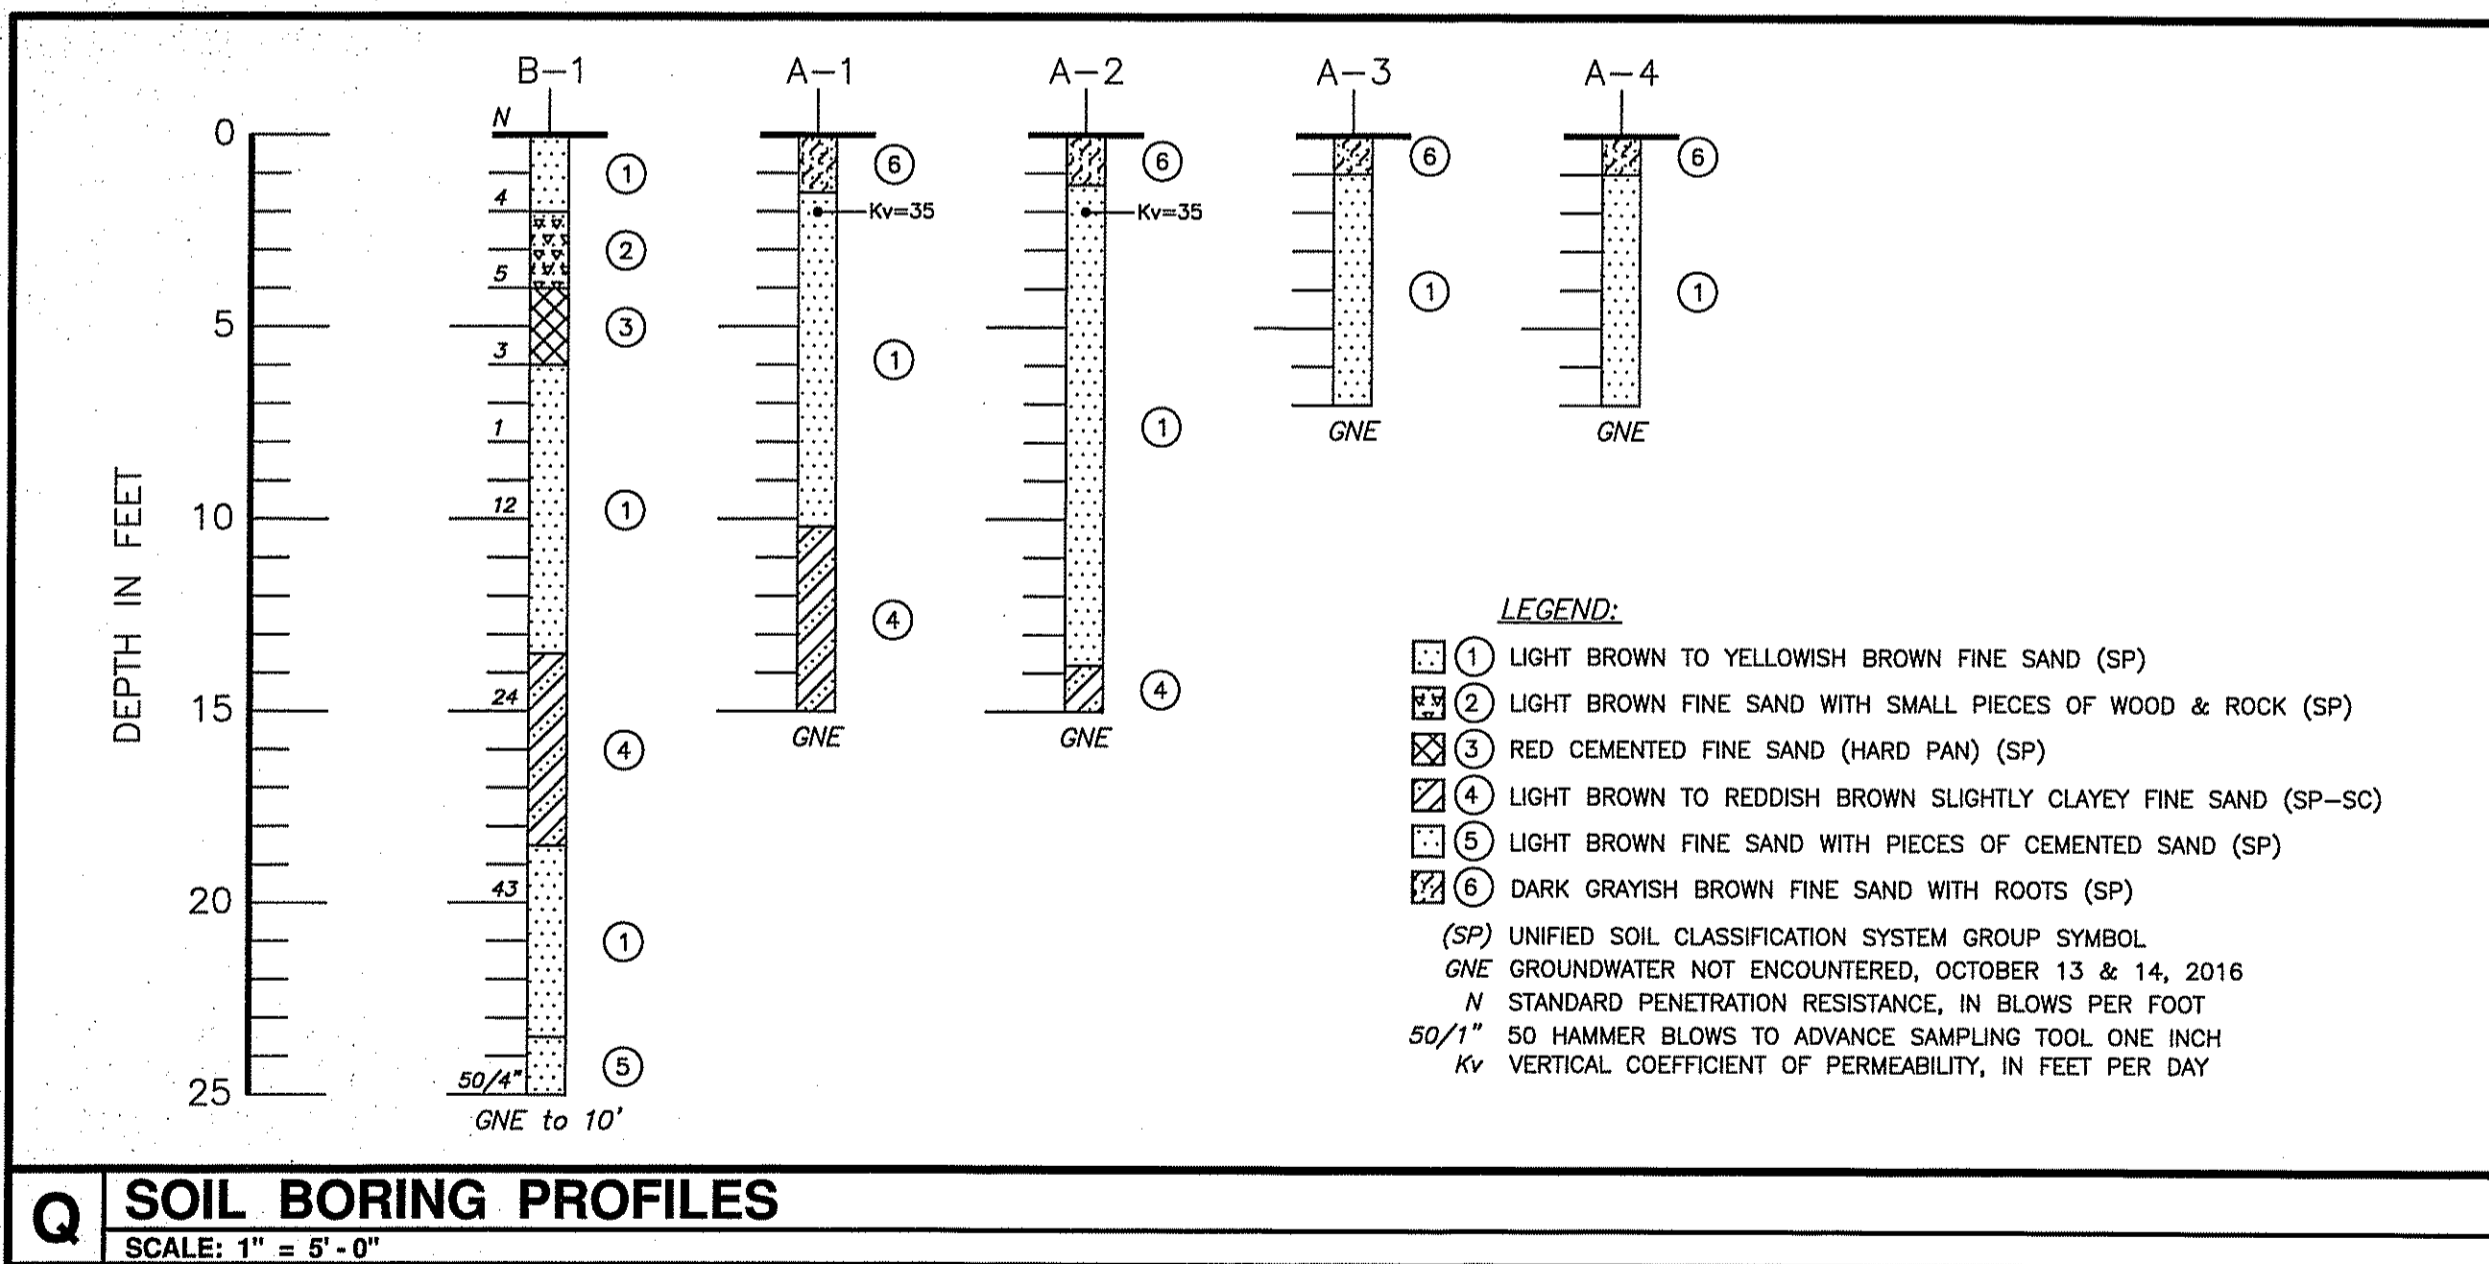 B-1 A-1 A-2 A-3 A-4
N
0
5
10
15
20
25
DEPTH IN FEET
4
5
3
1
12
24
43
50/4"
1
2
3
1
4
1
5
GNE to 10'
6
Kv=35
1
4
GNE
6
Kv=35
1
4
GNE
6
1
GNE
6
1
GNE
LEGEND:
1 LIGHT BROWN TO YELLOWISH BROWN FINE SAND (SP)
2 LIGHT BROWN FINE SAND WITH SMALL PIECES OF WOOD & ROCK (SP)
3 RED CEMENTED FINE SAND (HARD PAN) (SP)
4 LIGHT BROWN TO REDDISH BROWN SLIGHTLY CLAYEY FINE SAND (SP-SC)
5 LIGHT BROWN FINE SAND WITH PIECES OF CEMENTED SAND (SP)
6 DARK GRAYISH BROWN FINE SAND WITH ROOTS (SP)
(SP) UNIFIED SOIL CLASSIFICATION SYSTEM GROUP SYMBOL
GNE GROUNDWATER NOT ENCOUNTERED, OCTOBER 13 & 14, 2016
N STANDARD PENETRATION RESISTANCE, IN BLOWS PER FOOT
50/1" 50 HAMMER BLOWS TO ADVANCE SAMPLING TOOL ONE INCH
Kv VERTICAL COEFFICIENT OF PERMEABILITY, IN FEET PER DAY
Q SOIL BORING PROFILES
SCALE: 1" = 5'-0"